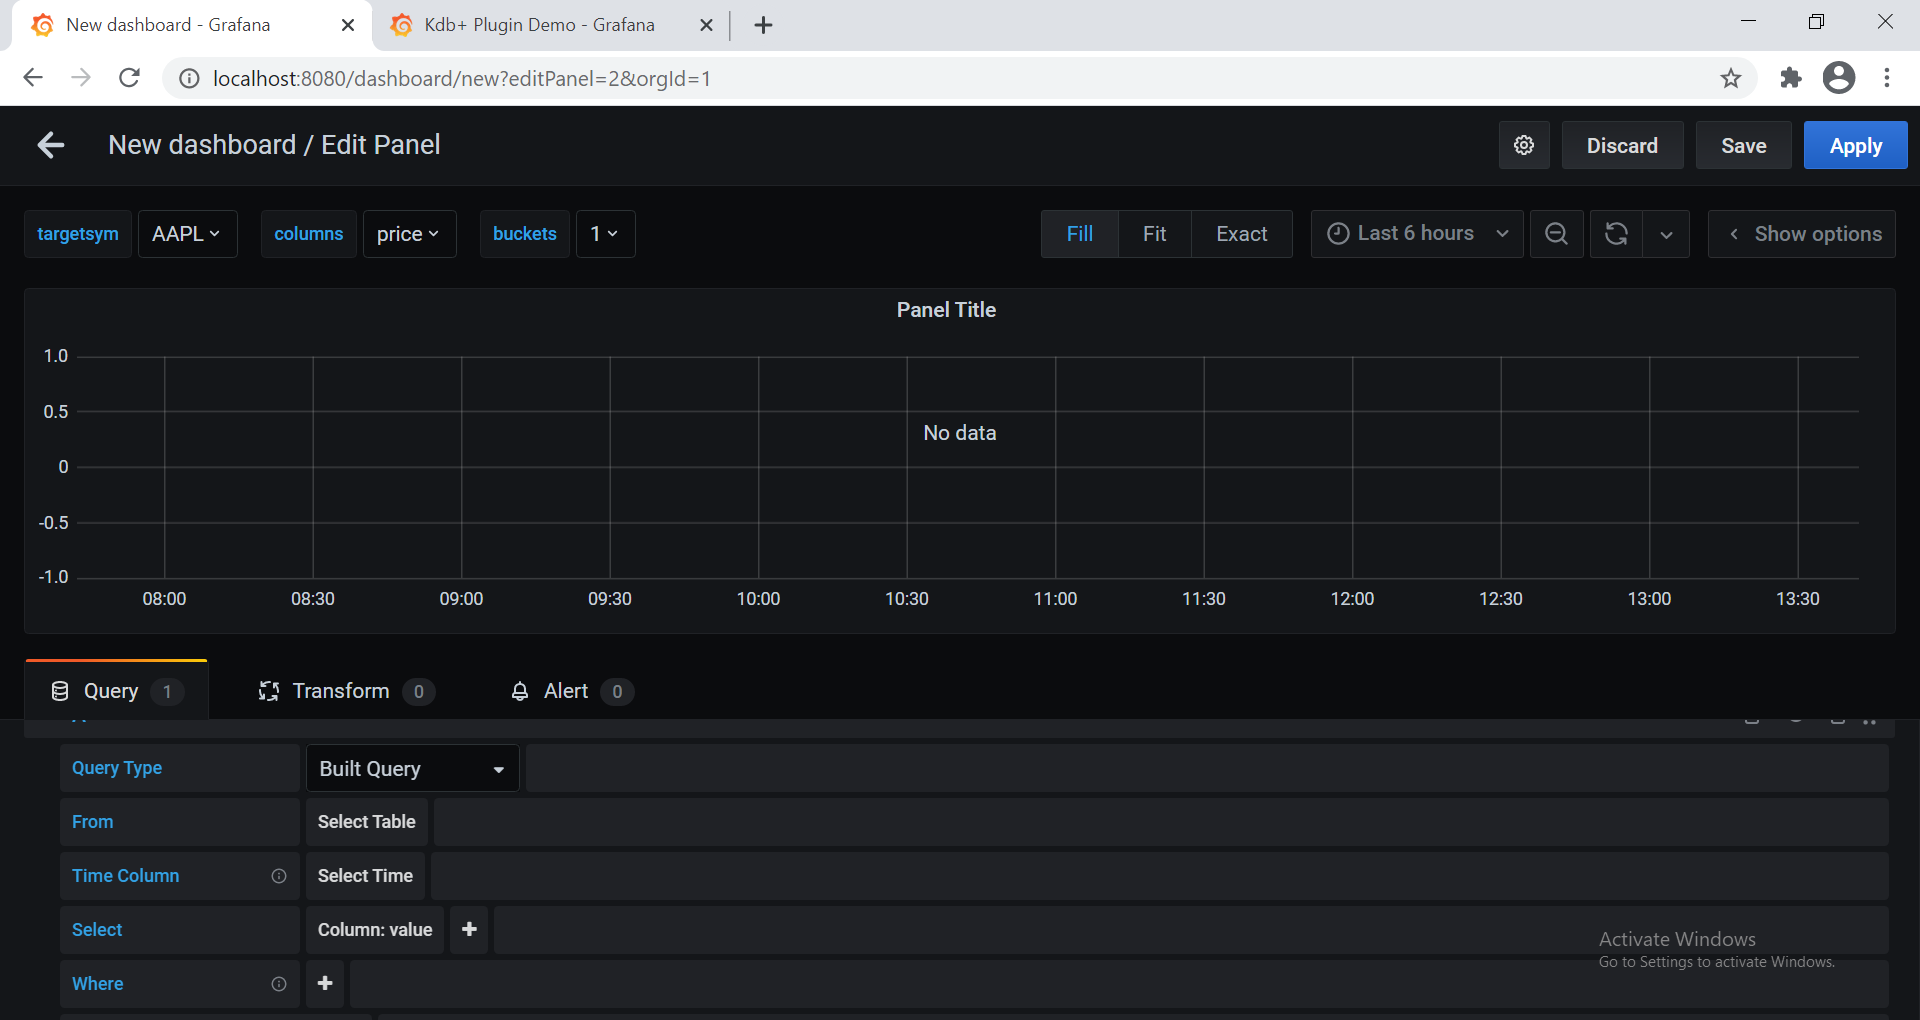 New dashboard - Grafana
Kdb+ Plugin Demo - Grafana
localhost:8080/dashboard/new?editPanel=2&orgId=1
New dashboard / Edit Panel
Discard
Save
Apply
targetsym
AAPL
columns
price
buckets
1
Fill
Fit
Exact
Last 6 hours
Show options
Panel Title
1.0
0.5
0
-0.5
-1.0
No data
08:00
08:30
09:00
09:30
10:00
10:30
11:00
11:30
12:00
12:30
13:00
13:30
Query 1
Transform 0
Alert 0
Query Type
Built Query
From
Select Table
Time Column
Select Time
Select
Column: value
Where
Activate Windows
Go to Settings to activate Windows.